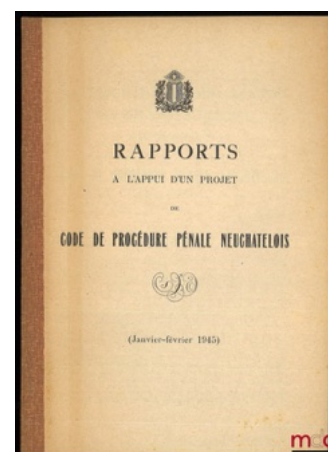 RAPPORTS
A L'APPUI D'UN PROJET
DE
CODE DE PROCÉDURE PÉNALE NEUCHATELOIS
(Janvier-février 1945)